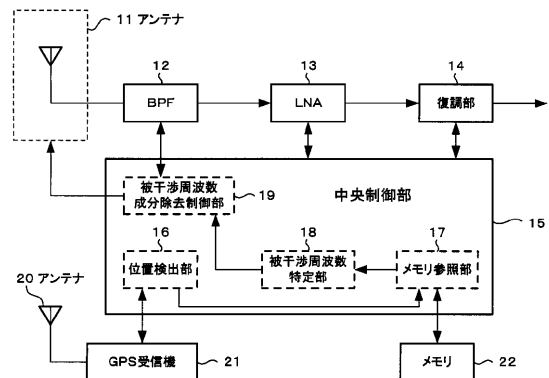 11 アンテナ
12
13
14
BPF
LNA
復調部
被干渉周波数
成分除去制御部
19
中央制御部
15
16
18
17
位置検出部
被干渉周波数
特定部
メモリ参照部
20 アンテナ
GPS受信機
21
メモリ
22